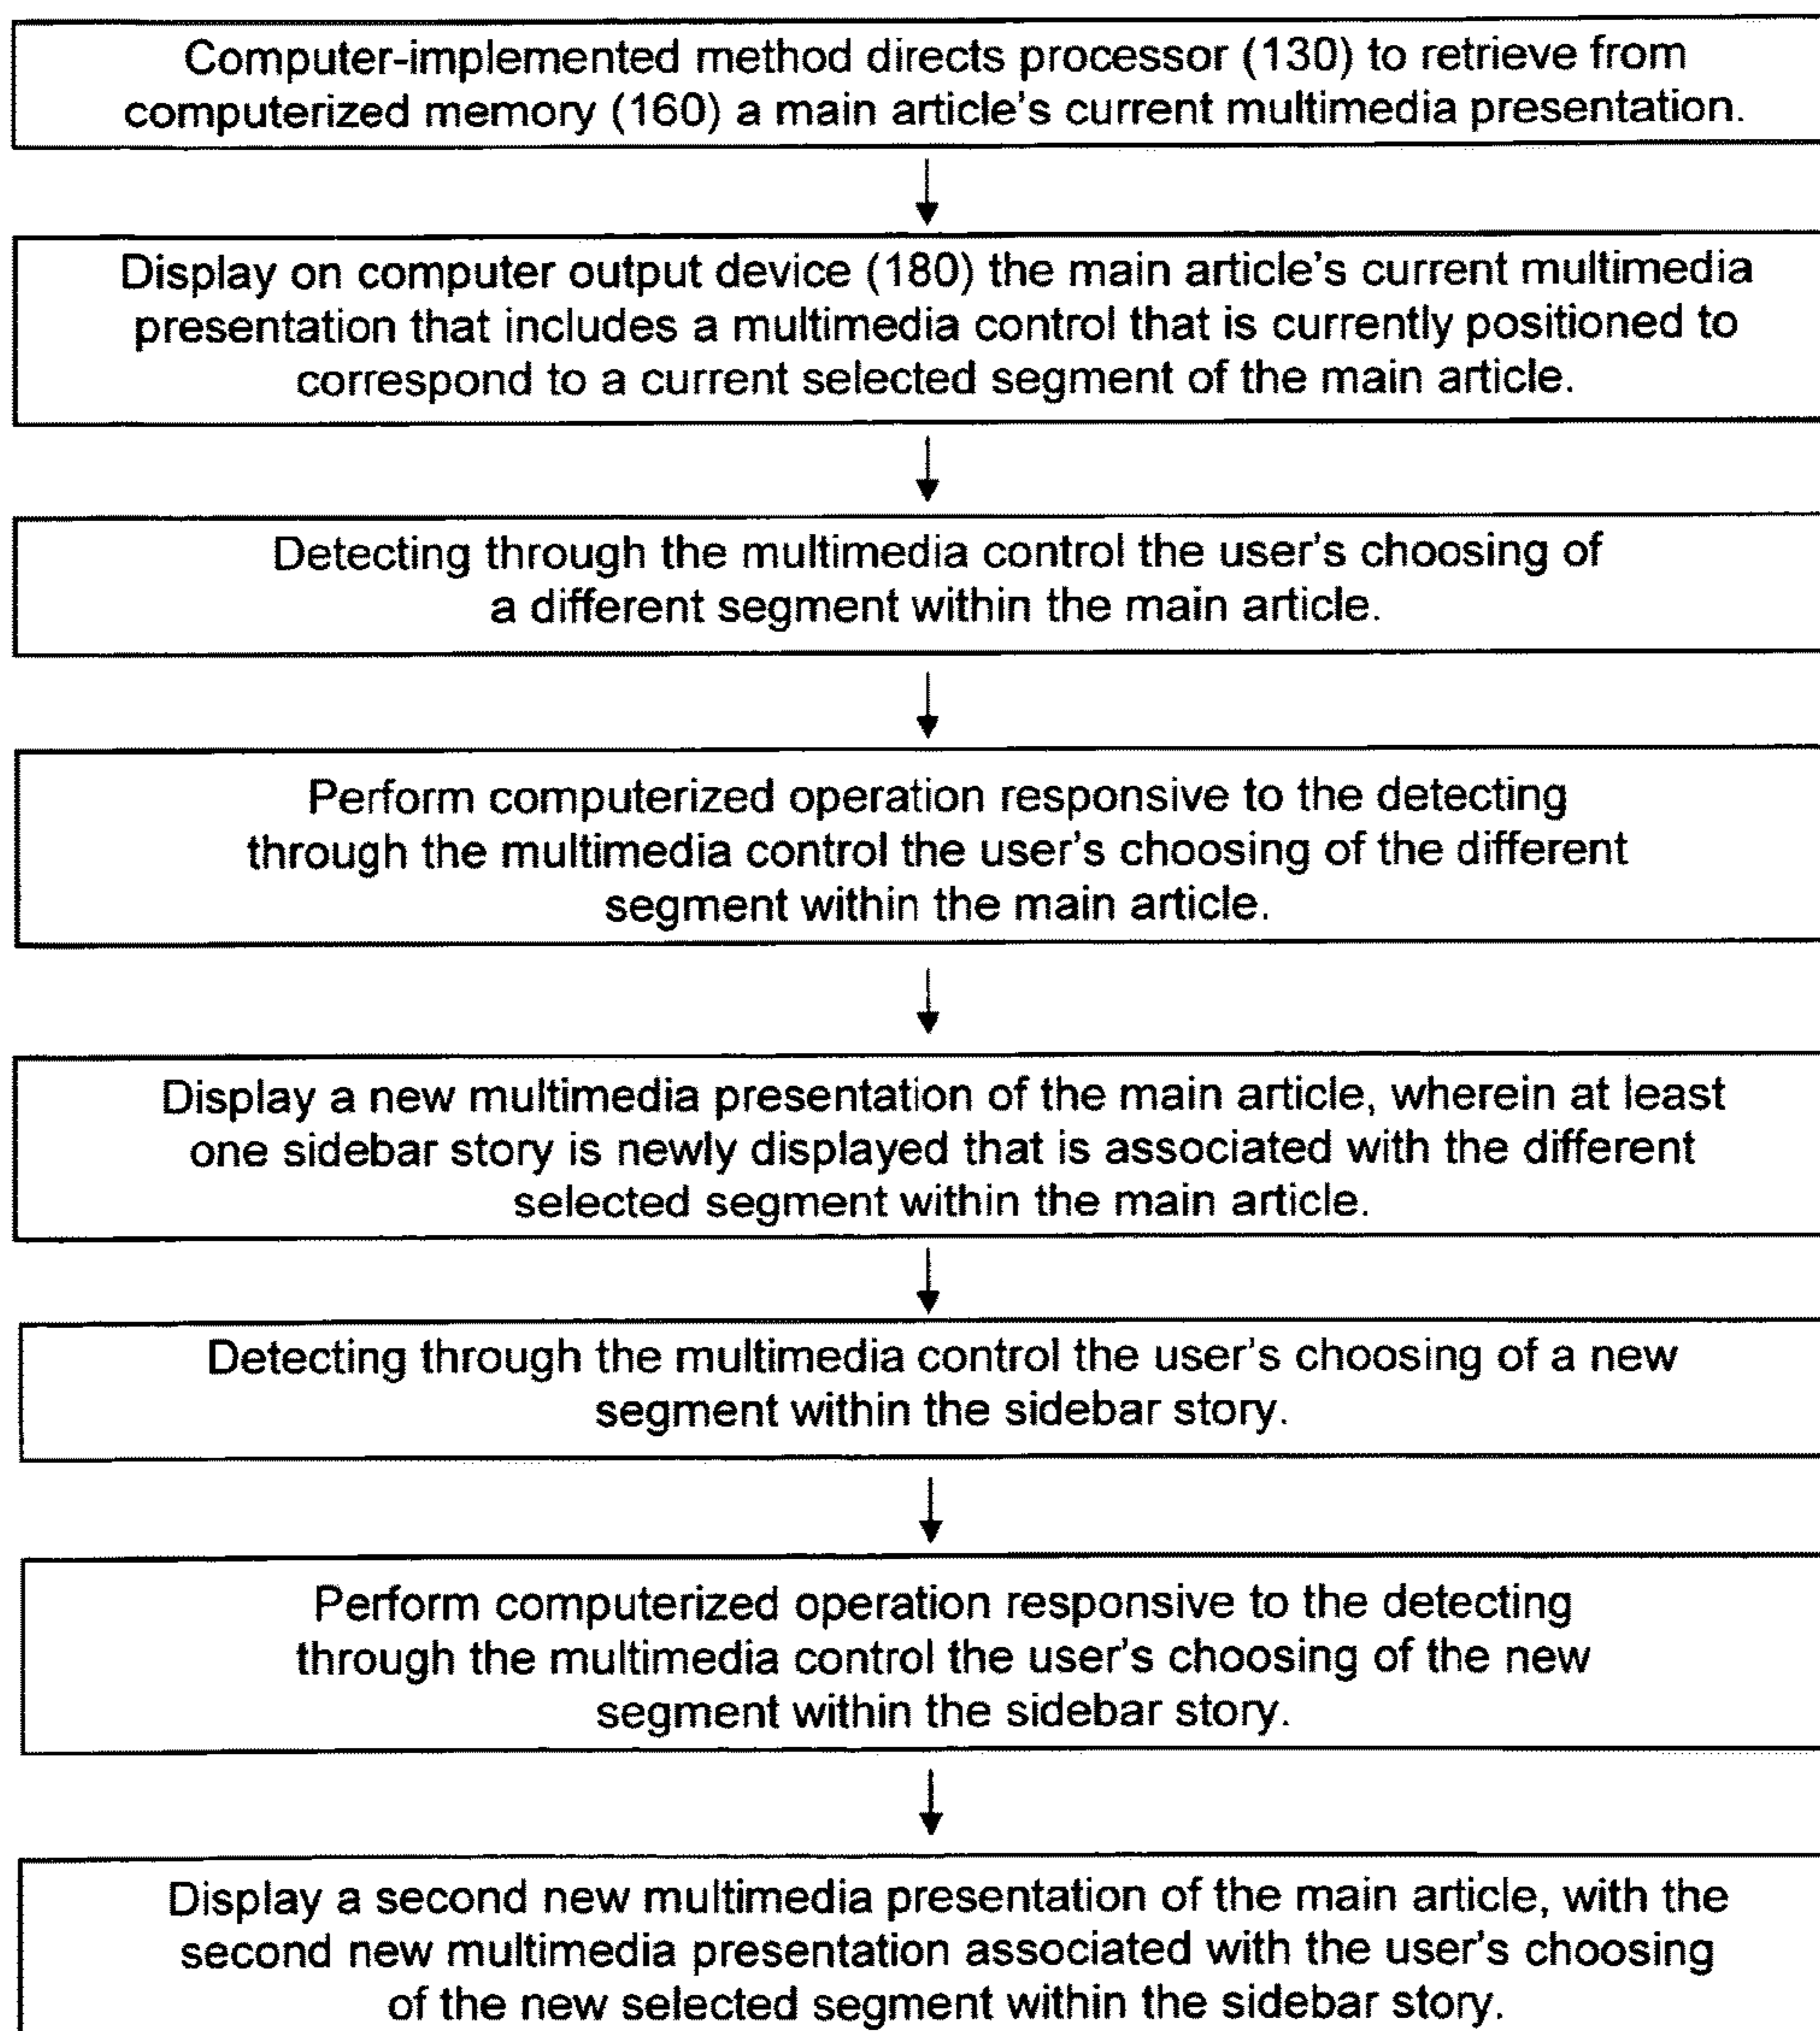 Computer-implemented method directs processor (130) to retrieve from
computerized memory (160) a main article's current multimedia presentation.
Display on computer output device (180) the main article's current multimedia
presentation that includes a multimedia control that is currently positioned to
correspond to a current selected segment of the main article.
Detecting through the multimedia control the user's choosing of
a different segment within the main article.
Perform computerized operation responsive to the detecting
through the multimedia control the user's choosing of the different
segment within the main article.
Display a new multimedia presentation of the main article, wherein at least
one sidebar story is newly displayed that is associated with the different
selected segment within the main article.
Detecting through the multimedia control the user's choosing of a new
segment within the sidebar story.
Perform computerized operation responsive to the detecting
through the multimedia control the user's choosing of the new
segment within the sidebar story.
Display a second new multimedia presentation of the main article, with the
second new multimedia presentation associated with the user's choosing
of the new selected segment within the sidebar story.